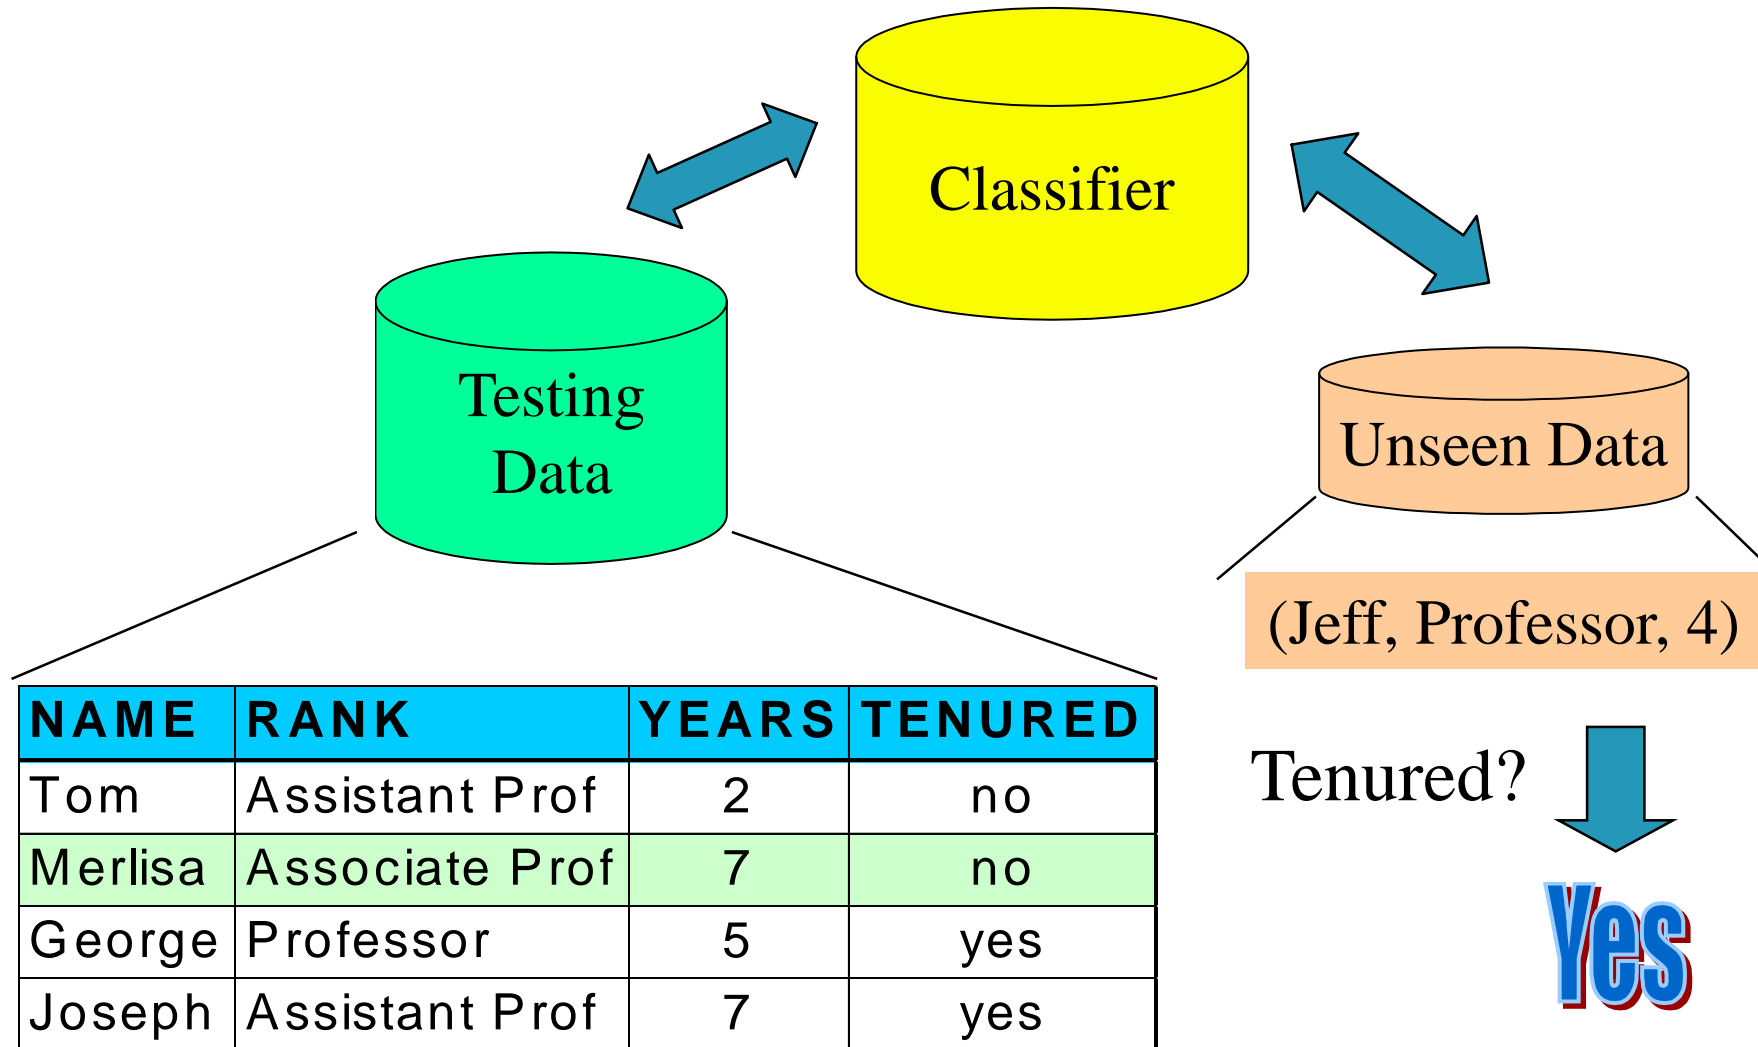 Classifier
Testing
Data
Unseen Data
(Jeff, Professor, 4)
NAME RANK YEARS TENURED
Tom Assistant Prof 2 no
Merlisa Associate Prof 7 no
George Professor 5 yes
Joseph Assistant Prof 7 yes
Tenured?
Yes